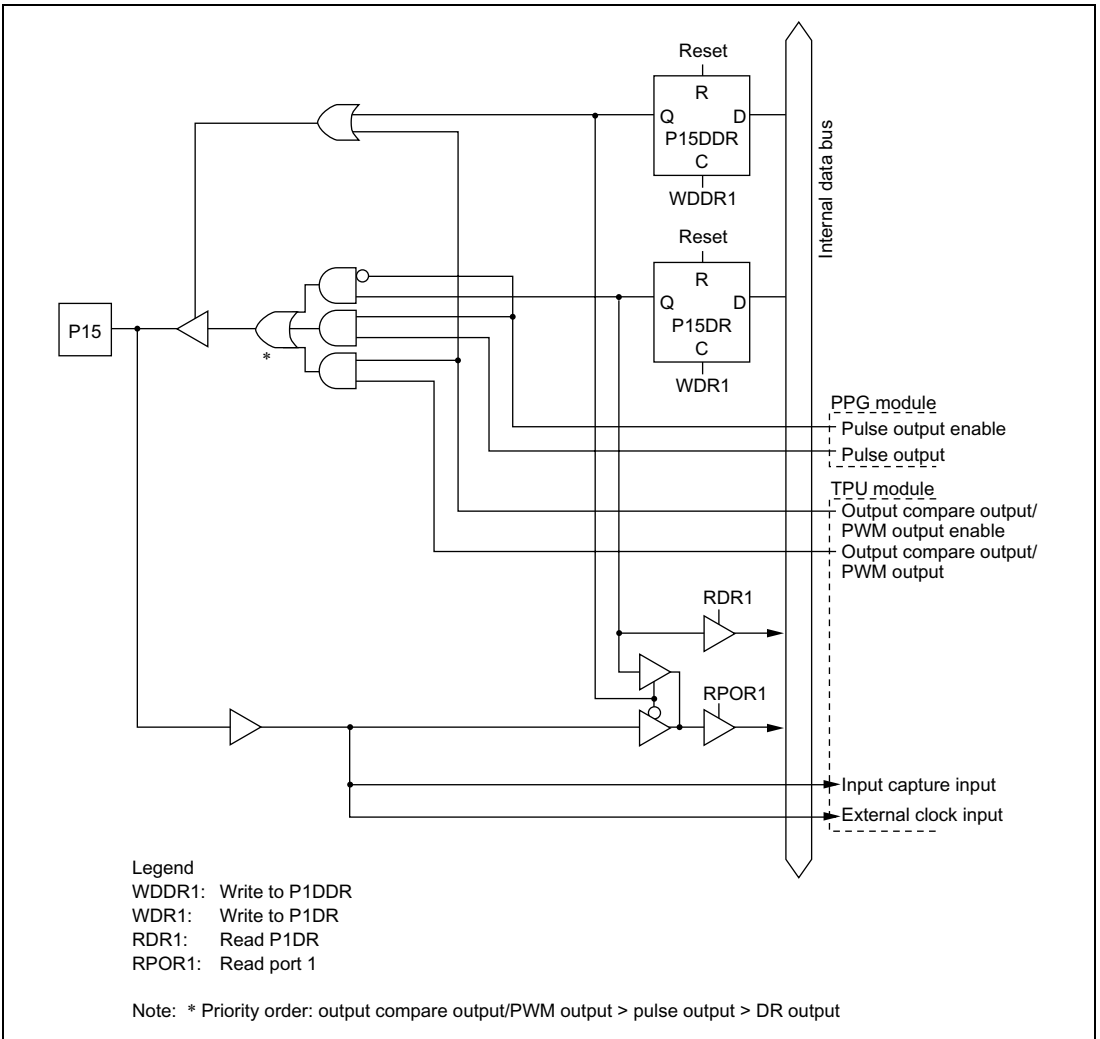 Reset
R
Q D
P15DDR
C
WDDR1
Internal data bus
Reset
R
Q D
P15DR
C
WDR1
P15
*
PPG module
Pulse output enable
Pulse output
TPU module
Output compare output/
PWM output enable
Output compare output/
PWM output
RDR1
RPOR1
Input capture input
External clock input
Legend
WDDR1: Write to P1DDR
WDR1: Write to P1DR
RDR1: Read P1DR
RPOR1: Read port 1
Note: * Priority order: output compare output/PWM output > pulse output > DR output